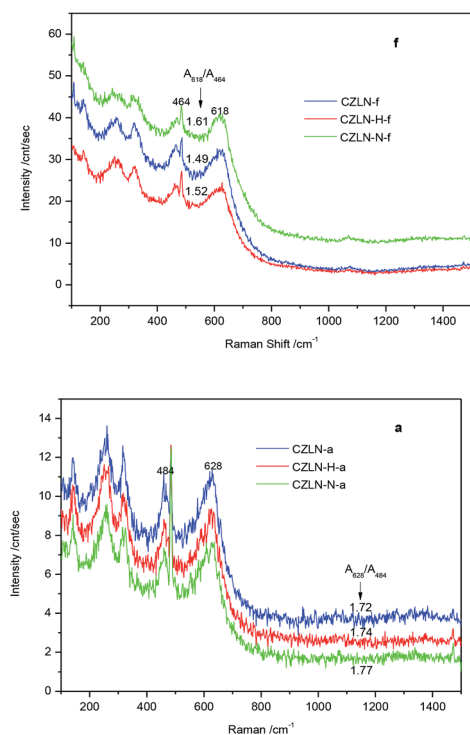 f
60
50
40
30
20
10
0
A618/A464
464
618
1.61
1.49
1.52
CZLN-f
CZLN-H-f
CZLN-N-f
Intensity /cnt/sec
200 400 600 800 1000 1200 1400
Raman Shift /cm-1
a
14
12
10
8
6
4
2
0
484
628
CZLN-a
CZLN-H-a
CZLN-N-a
A628/A484
1.72
1.74
1.77
Intensity /cnt/sec
200 400 600 800 1000 1200 1400
Raman Shift /cm-1